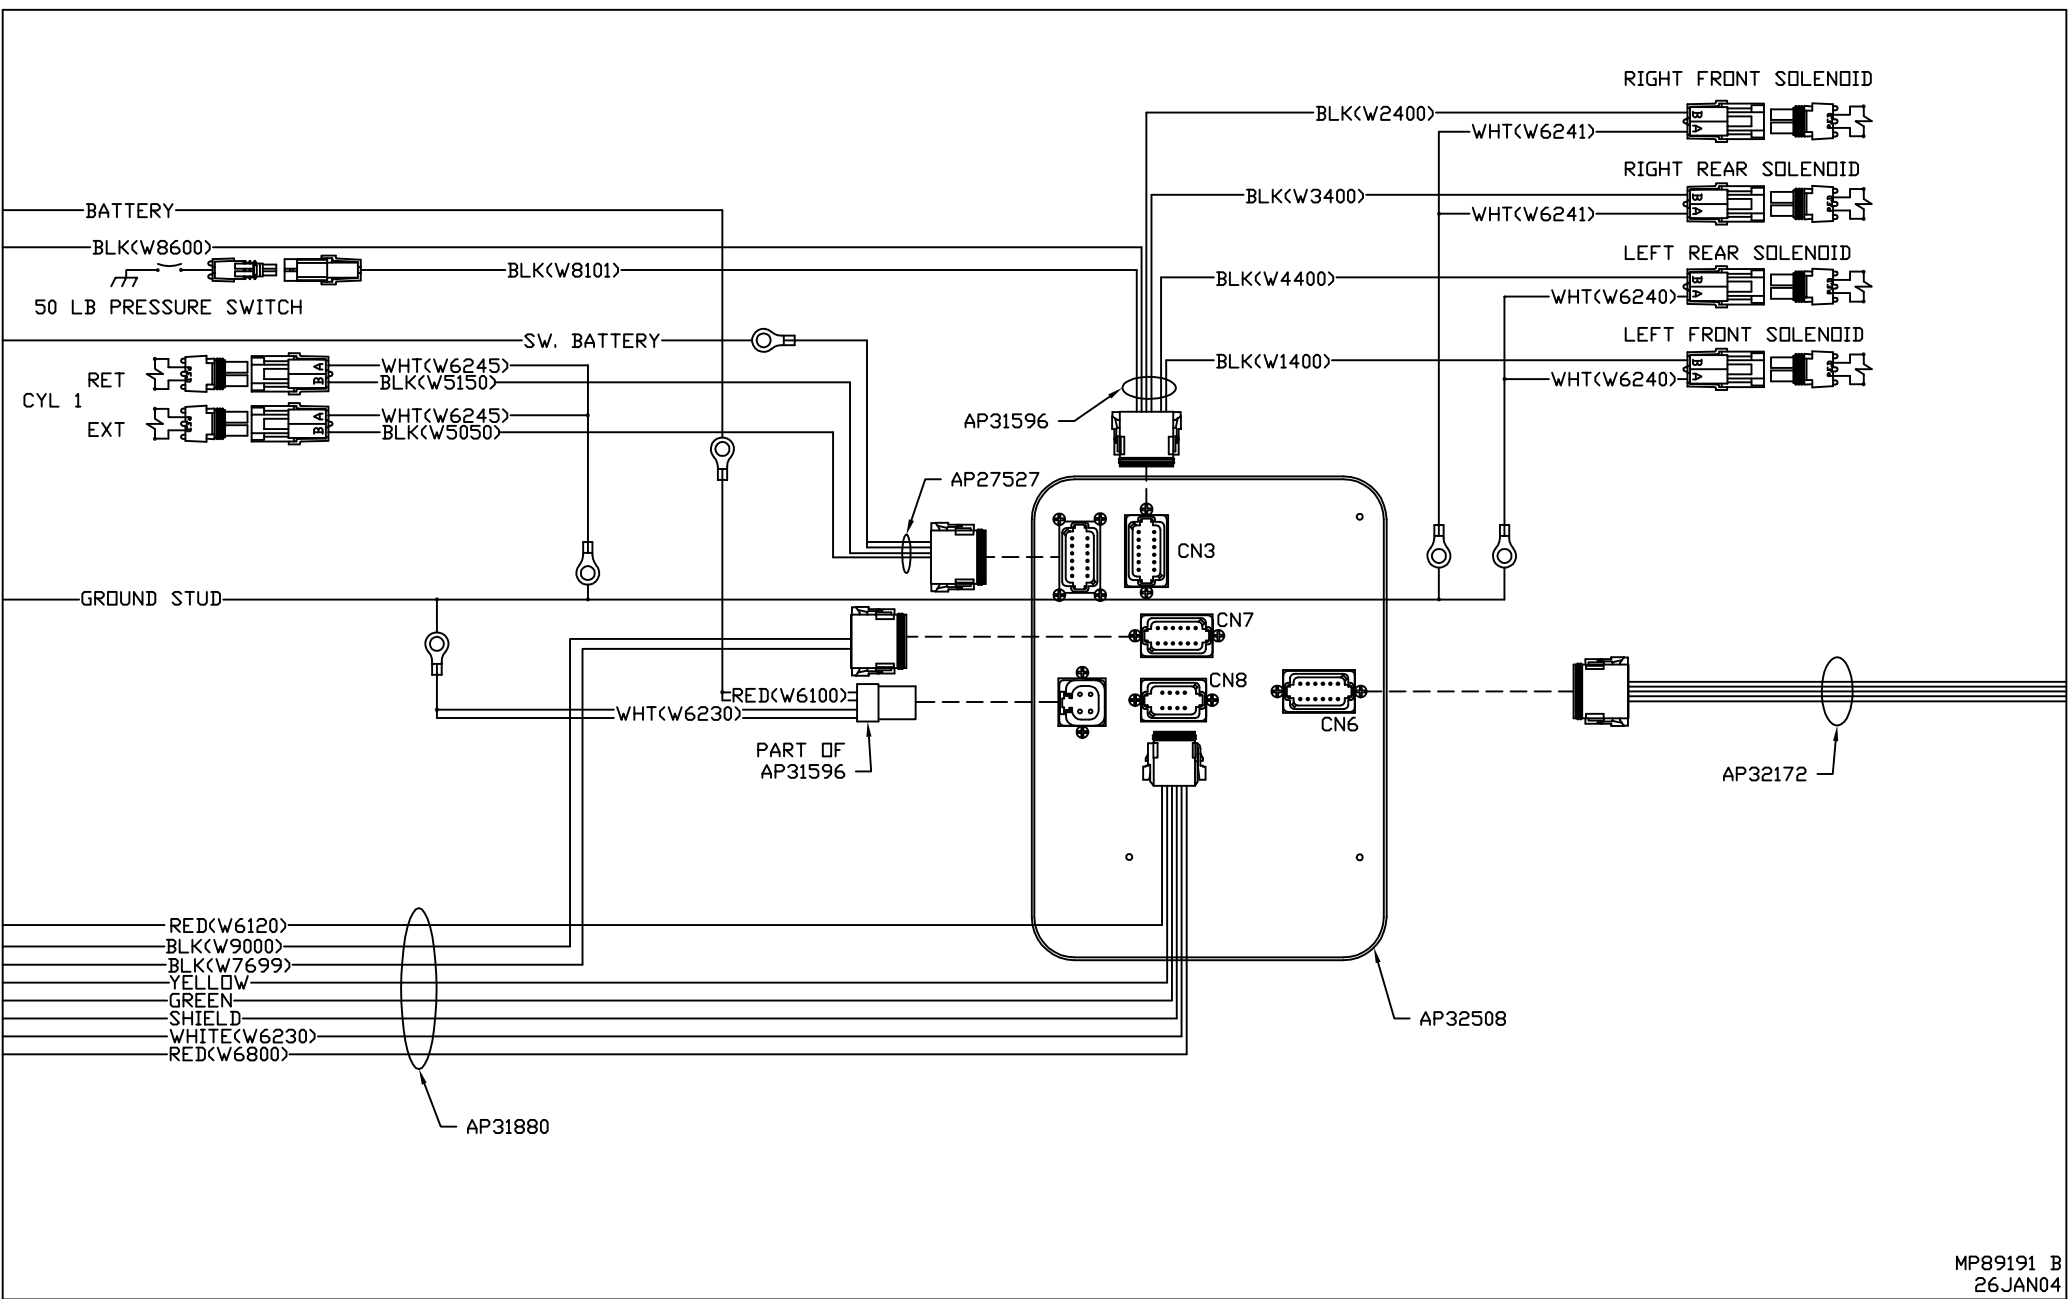 RIGHT FRONT SOLENOID
BLK(W2400)
WHT(W6241)
B
A
RIGHT REAR SOLENOID
BLK(W3400)
WHT(W6241)
B
A
BATTERY
BLK(W8600)
BLK(W8101)
50 LB PRESSURE SWITCH
LEFT REAR SOLENOID
BLK(W4400)
WHT(W6240)
B
A
SW. BATTERY
LEFT FRONT SOLENOID
BLK(W1400)
WHT(W6240)
B
A
CYL 1
RET
WHT(W6245)
BLK(W5150)
A
B
EXT
WHT(W6245)
BLK(W5050)
A
B
AP31596
AP27527
CN3
GROUND STUD
CN7
CN8
CN6
RED(W6100)
WHT(W6230)
PART OF
AP31596
AP32172
RED(W6120)
BLK(W9000)
BLK(W7699)
YELLOW
GREEN
SHIELD
WHITE(W6230)
RED(W6800)
AP32508
AP31880
MP89191 B
26JAN04